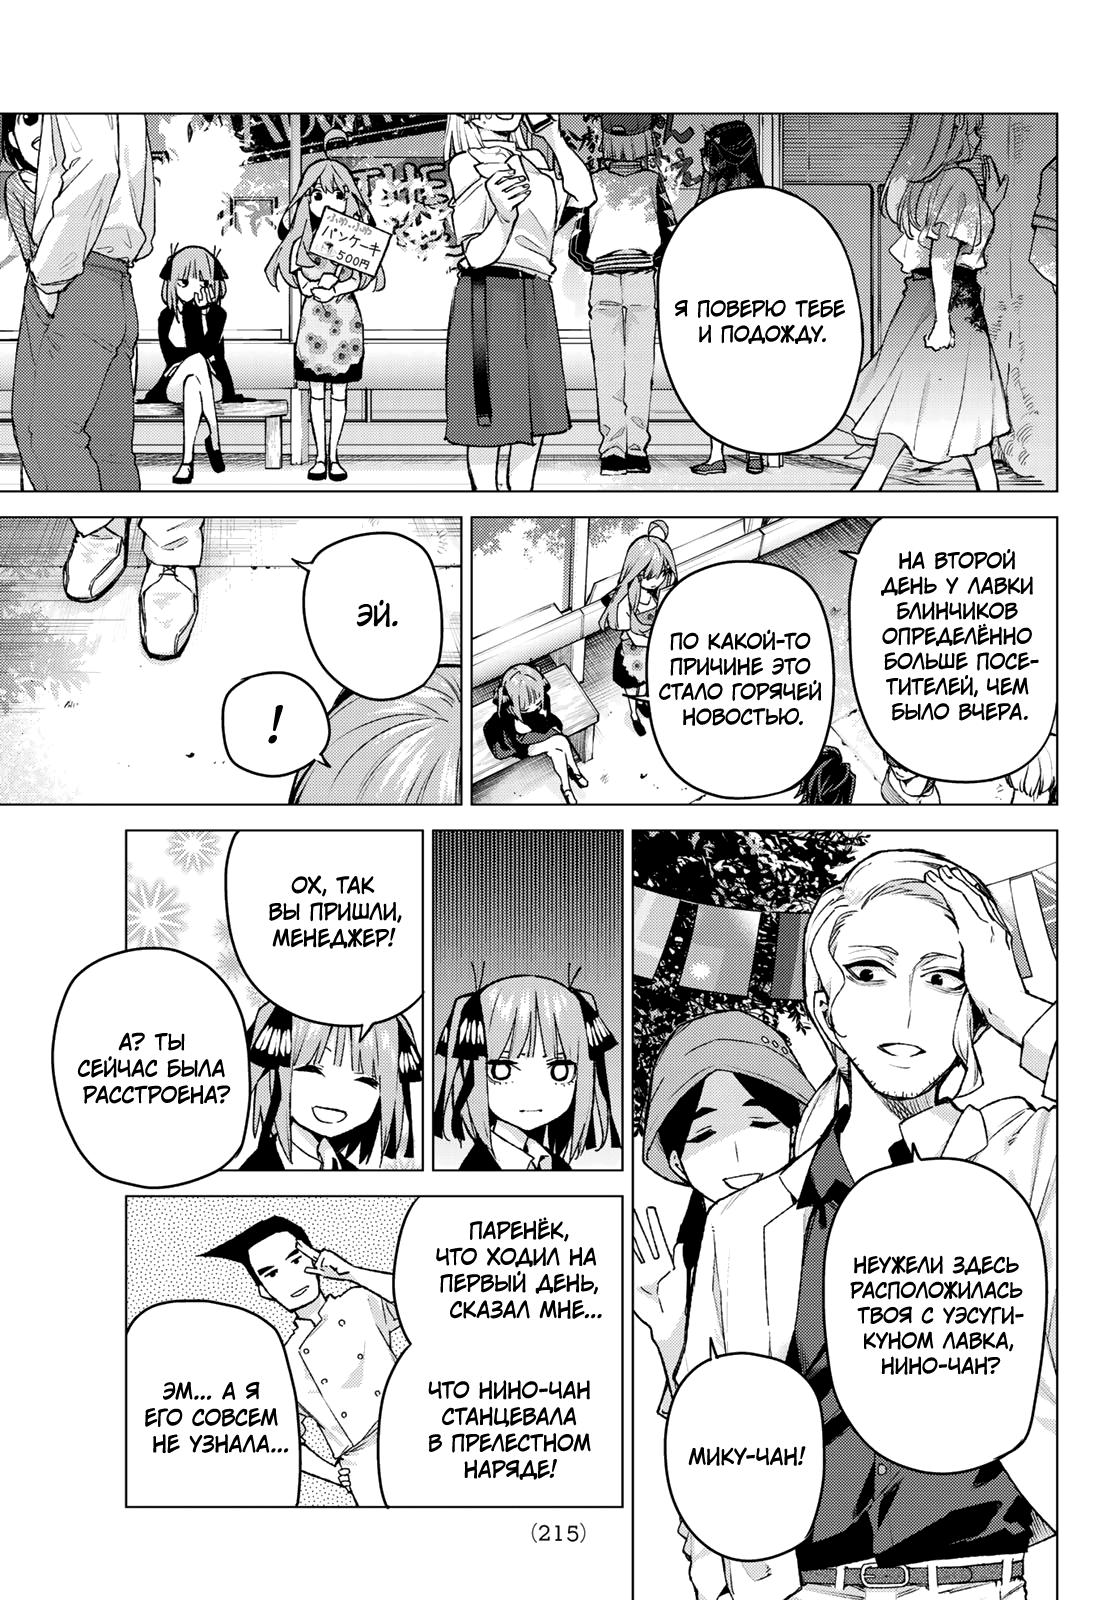 THE
ふわふわ
パンケーキ
500円
Я ПОВЕРЮ ТЕБЕ
И ПОДОЖДУ.
НА ВТОРОЙ
ДЕНЬ У ЛАВКИ
БЛИНЧИКОВ
ОПРЕДЕЛЁННО
БОЛЬШЕ ПОСЕ-
ТИТЕЛЕЙ, ЧЕМ
БЫЛО ВЧЕРА.
ПО КАКОЙ-ТО
ПРИЧИНЕ ЭТО
СТАЛО ГОРЯЧЕЙ
НОВОСТЬЮ.
ЭЙ.
!
НЕУЖЕЛИ ЗДЕСЬ
РАСПОЛОЖИЛАСЬ
ТВОЯ С УЭСУГИ-
КУНОМ ЛАВКА,
НИНО-ЧАН?
МИКУ-ЧАН!
ОХ, ТАК
ВЫ ПРИШЛИ,
МЕНЕДЖЕР!
А? ТЫ
СЕЙЧАС БЫЛА
РАССТРОЕНА?
ПАРЕНЁК,
ЧТО ХОДИЛ НА
ПЕРВЫЙ ДЕНЬ,
СКАЗАЛ МНЕ...
ЧТО НИНО-ЧАН
СТАНЦЕВАЛА
В ПРЕЛЕСТНОМ
НАРЯДЕ!
ЭМ... А Я
ЕГО СОВСЕМ
НЕ УЗНАЛА...
(215)